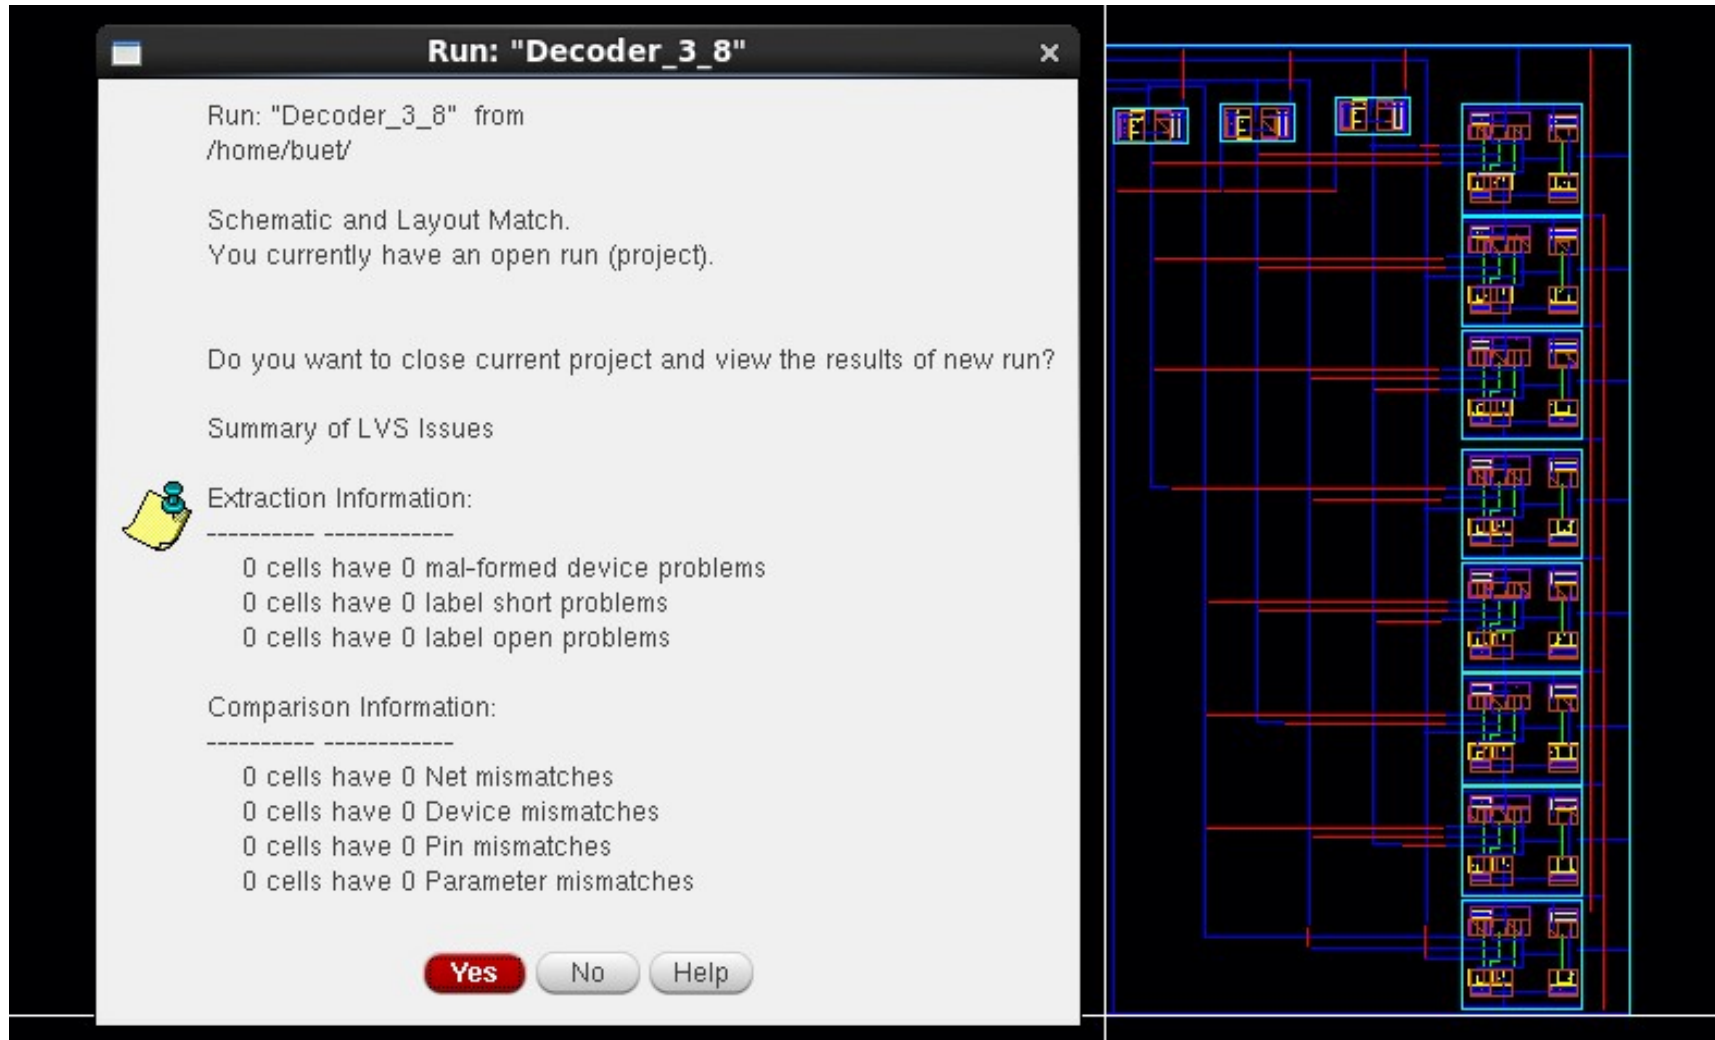 Run: "Decoder_3_8"
Run: "Decoder_3_8" from
/home/buet/
Schematic and Layout Match.
You currently have an open run (project).
Do you want to close current project and view the results of new run?
Summary of LVS Issues
Extraction Information:
---------- ------------
0 cells have 0 mal-formed device problems
0 cells have 0 label short problems
0 cells have 0 label open problems
Comparison Information:
---------- ------------
0 cells have 0 Net mismatches
0 cells have 0 Device mismatches
0 cells have 0 Pin mismatches
0 cells have 0 Parameter mismatches
Yes No Help